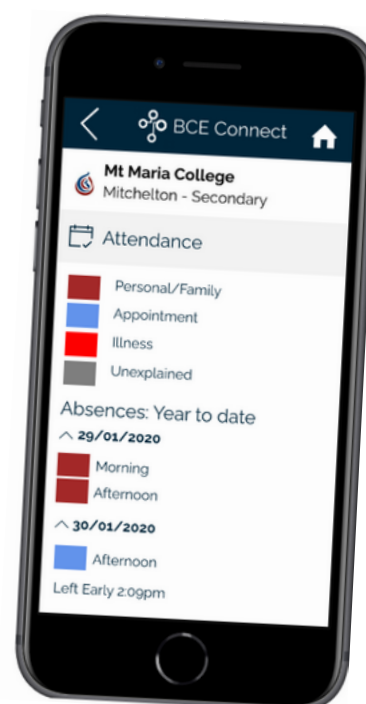 BCE Connect
Mt Maria College
Mitchelton - Secondary
Attendance
Personal/Family
Appointment
Illness
Unexplained
Absences: Year to date
29/01/2020
Morning
Afternoon
30/01/2020
Afternoon
Left Early 2:09pm